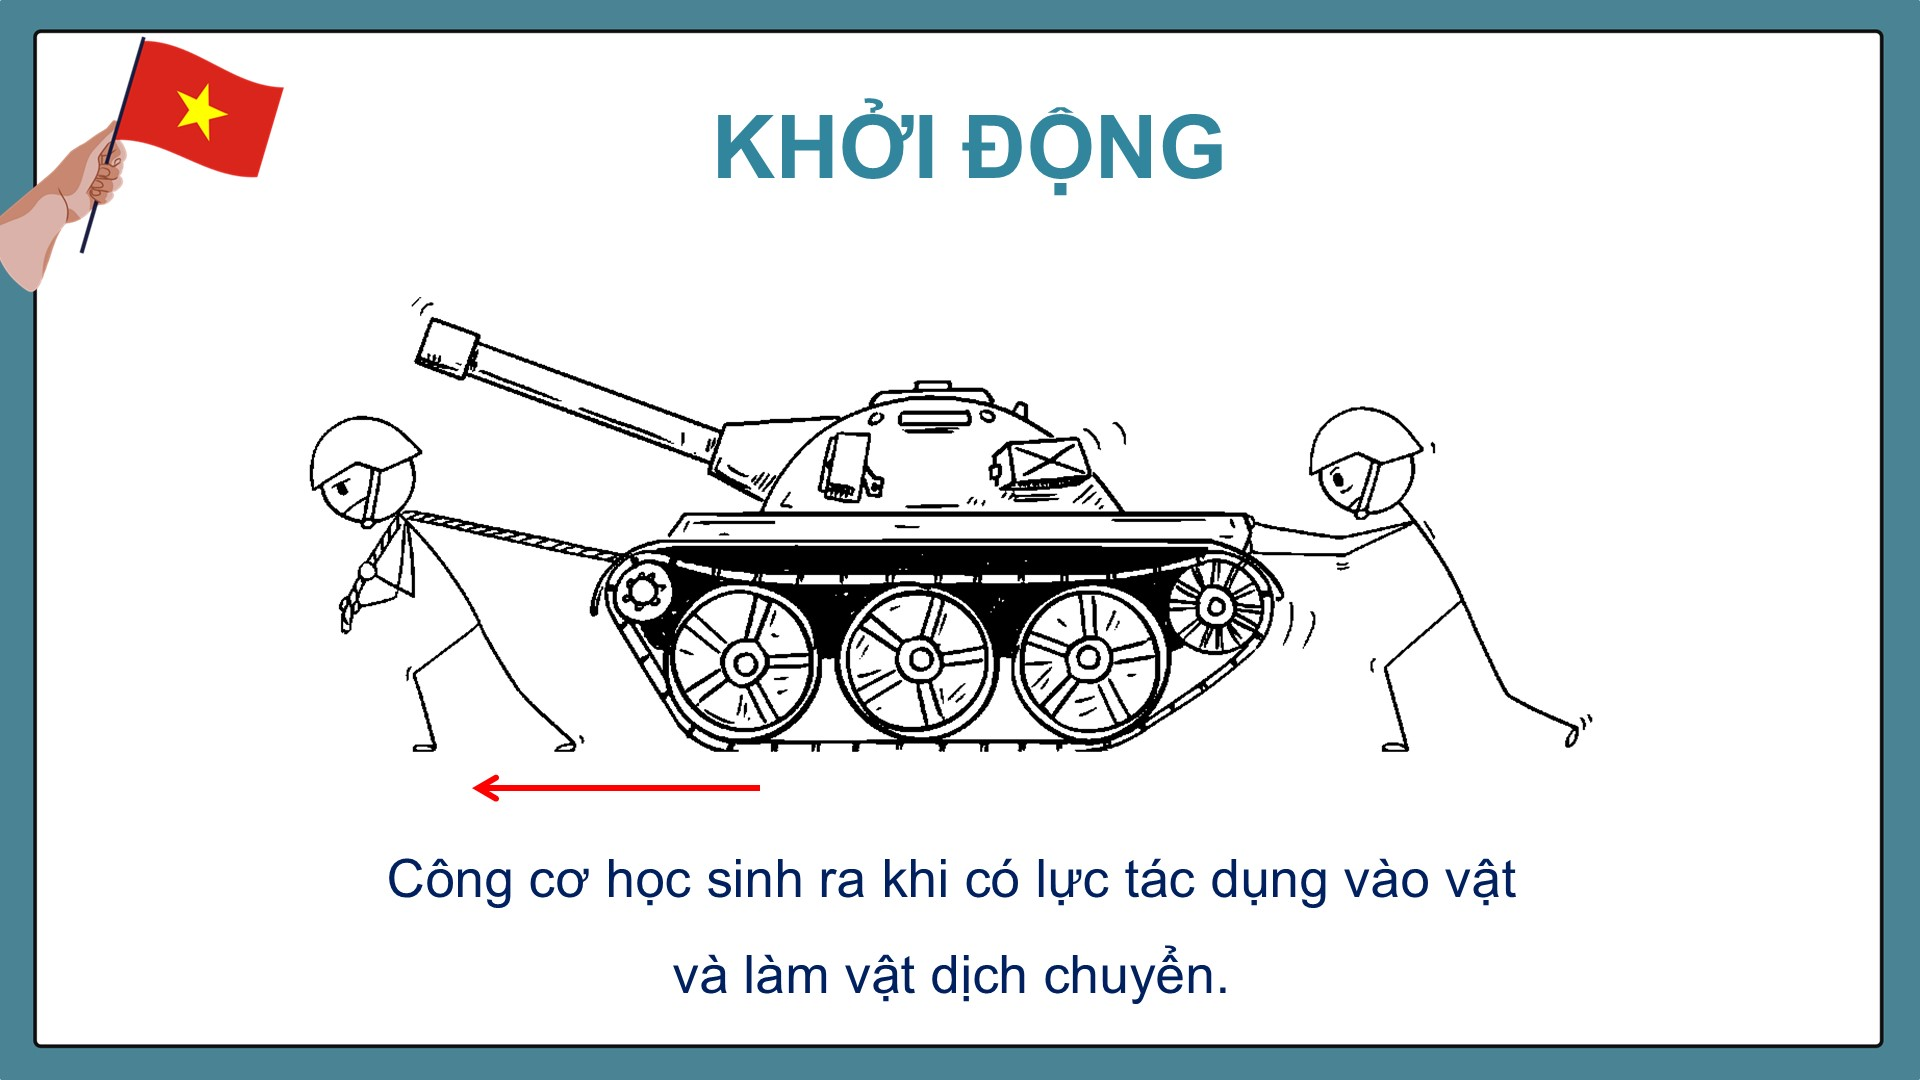 KHỞI ĐỘNG
Công cơ học sinh ra khi có lực tác dụng vào vật
và làm vật dịch chuyển.